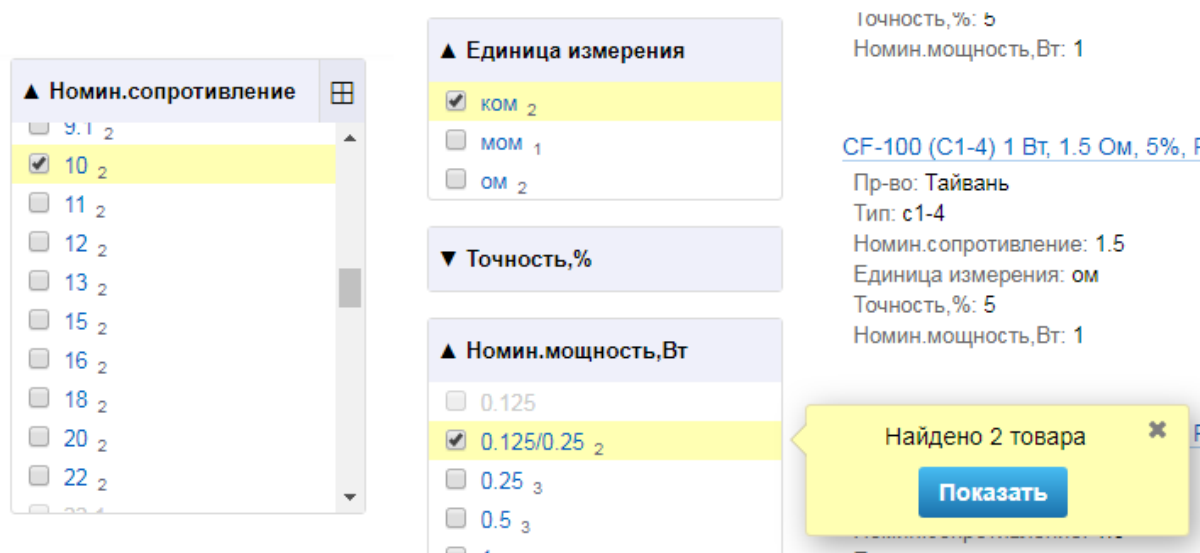 ▲ Номин.сопротивление
9.1 2
10 2
11 2
12 2
13 2
15 2
16 2
18 2
20 2
22 2
▲ Единица измерения
ком 2
мом 1
ом 2
▼ Точность,%
▲ Номин.мощность,Вт
0.125
0.125/0.25 2
0.25 3
0.5 3
Точность,%: 5
Номин.мощность,Вт: 1
CF-100 (С1-4) 1 Вт, 1.5 Ом, 5%,
Пр-во: Тайвань
Тип: с1-4
Номин.сопротивление: 1.5
Единица измерения: ом
Точность,%: 5
Номин.мощность,Вт: 1
Найдено 2 товара
Показать